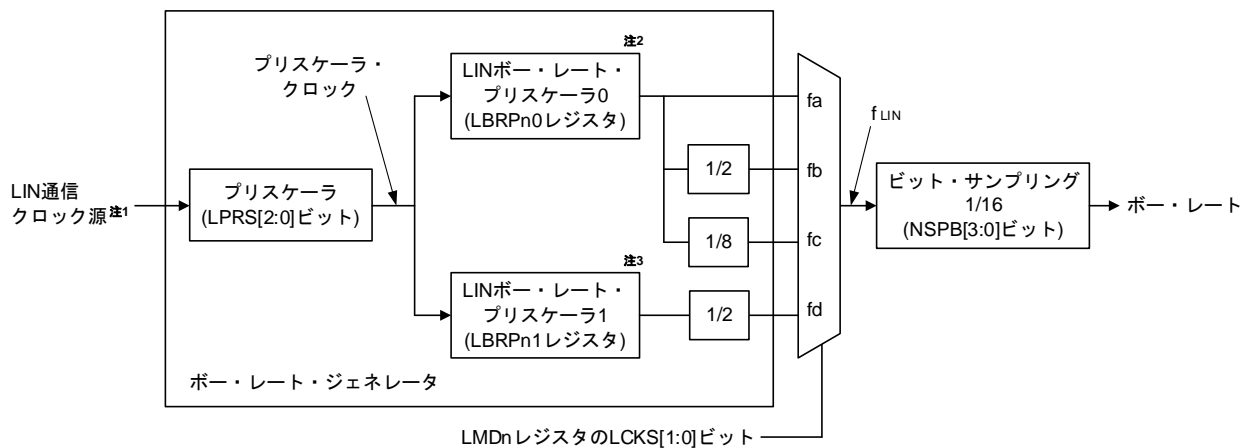 注2
プリスケーラ・
クロック
LINボー・レート・
プリスケーラ0
(LBRPn0レジスタ)
fa
f LIN
LIN通信
クロック源注1
プリスケーラ
(LPRS[2:0]ビット)
1/2
fb
ビット・サンプリング
1/16
(NSPB[3:0]ビット)
ボー・レート
1/8
fc
注3
LINボー・レート・
プリスケーラ1
(LBRPn1レジスタ)
1/2
fd
ボー・レート・ジェネレータ
LMDnレジスタのLCKS[1:0]ビット